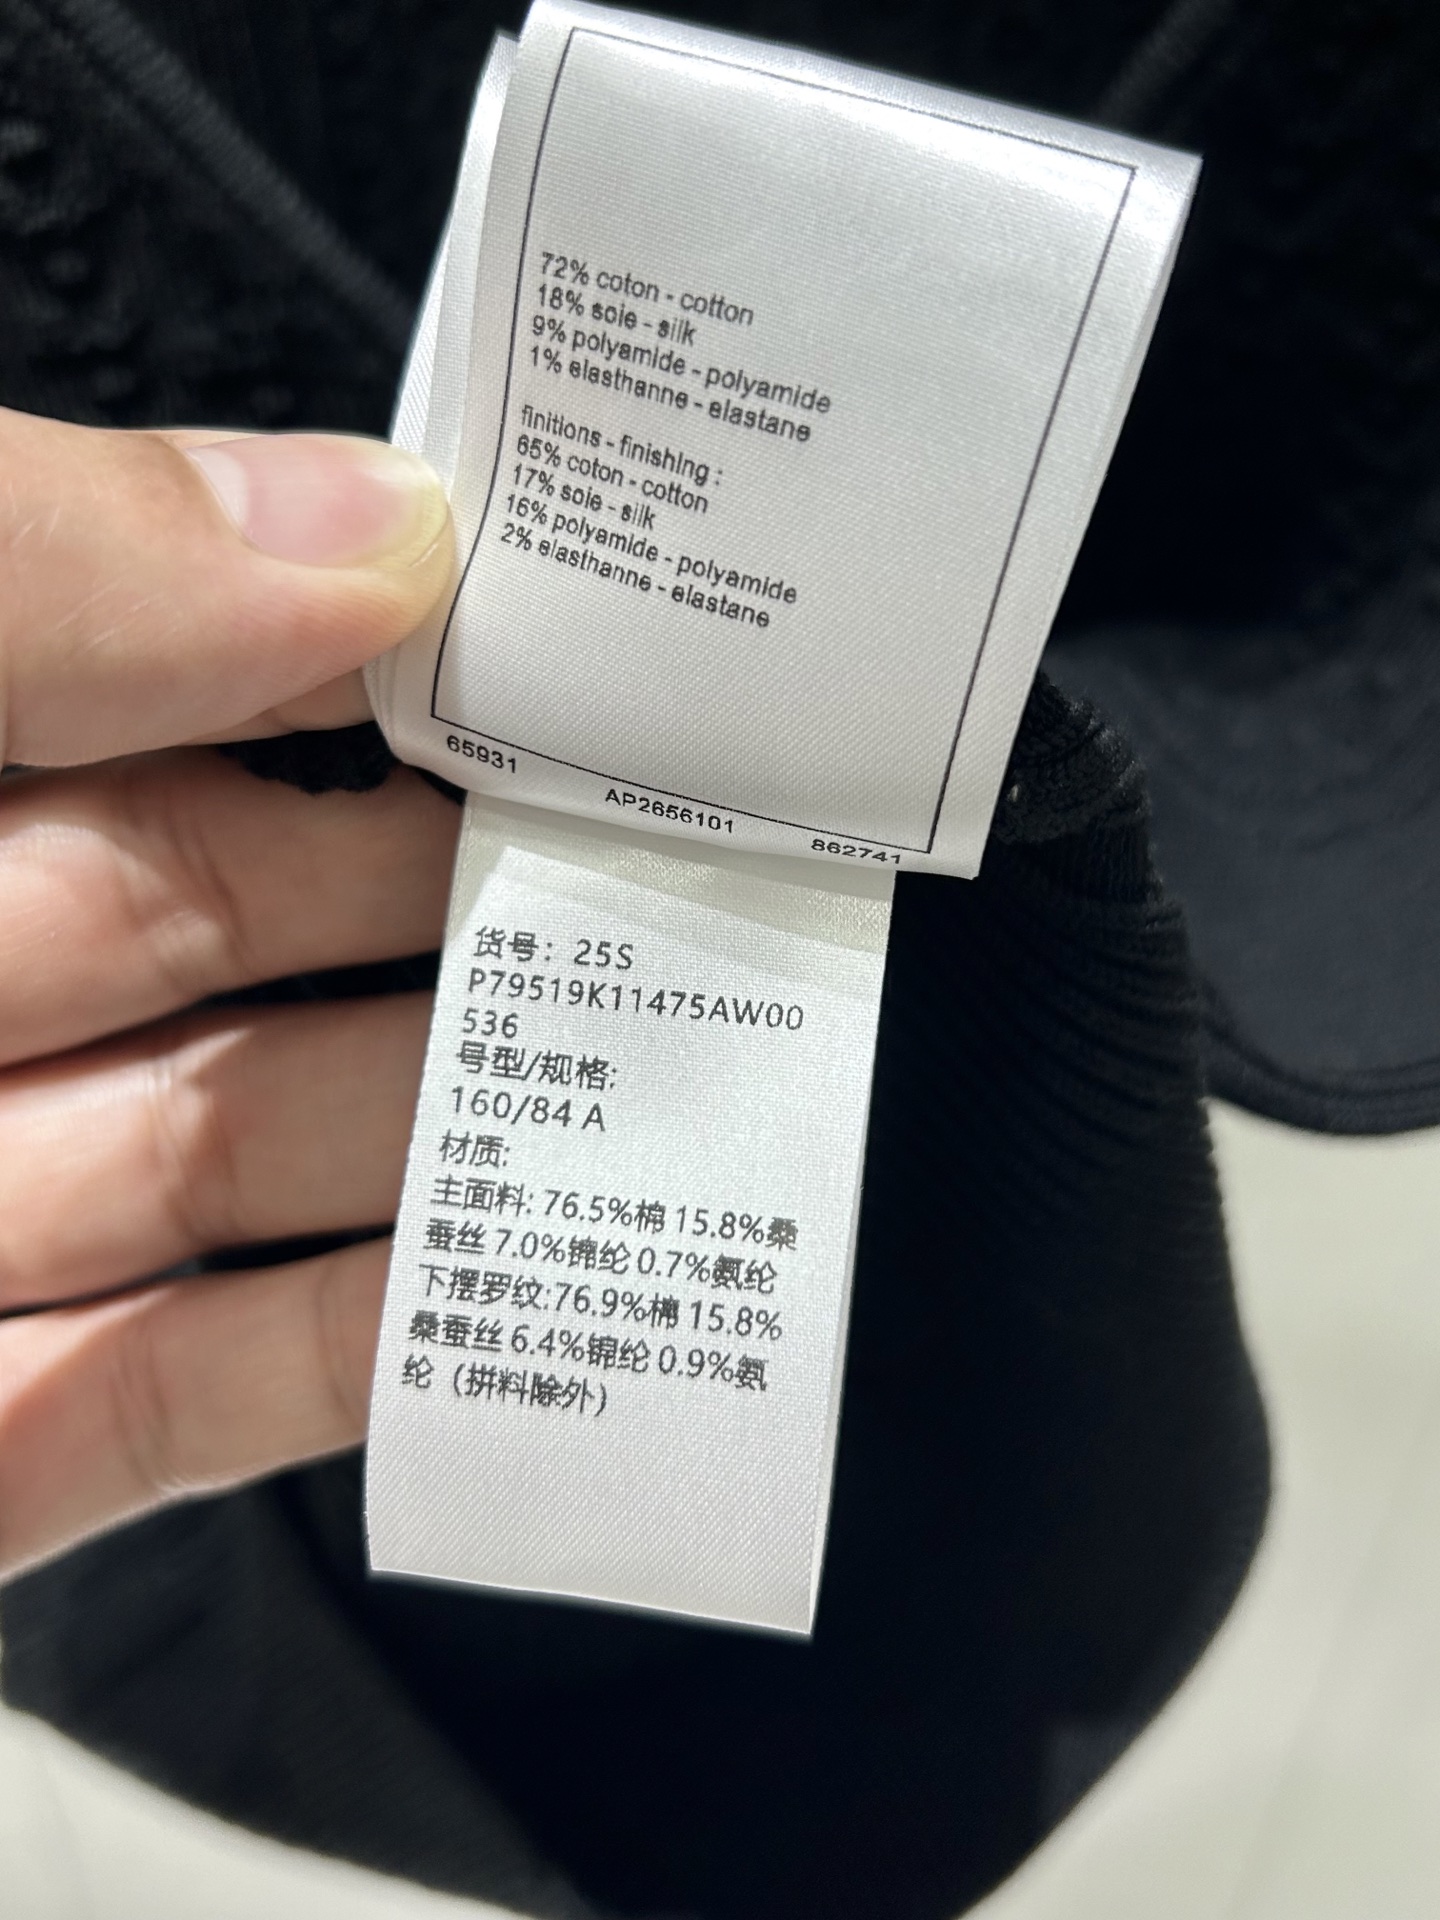 72% coton - cotton
18% soie - silk
9% polyamide - polyamide
1% elasthanne - elastane
finitions - finishing :
65% coton - cotton
17% soie - silk
16% polyamide - polyamide
2% elasthanne - elastane
65931
AP2656101
862741
货号：25S
P79519K11475AW00
536
号型/规格:
160/84 A
材质:
主面料: 76.5%棉 15.8%桑
蚕丝 7.0%锦纶 0.7%氨纶
下摆罗纹:76.9%棉 15.8%
桑蚕丝 6.4%锦纶 0.9%氨
纶（拼料除外）